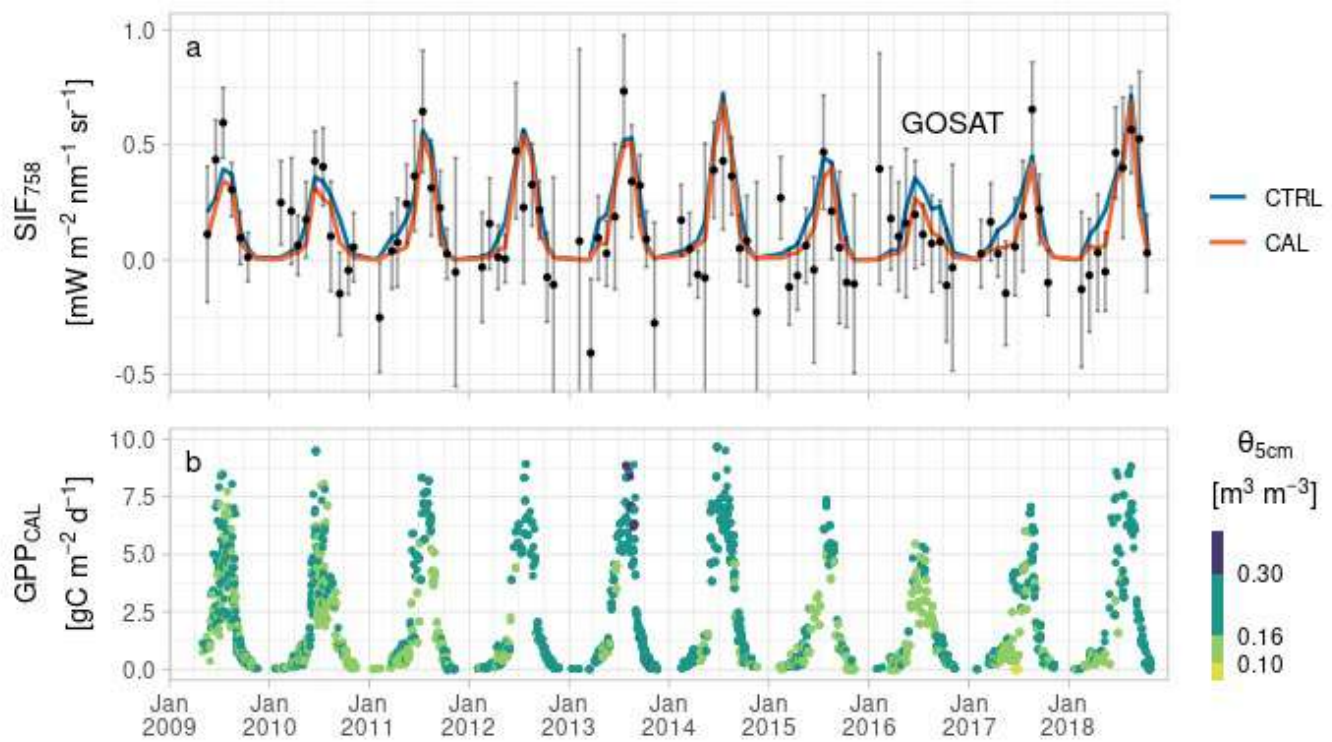 a
1.0
0.5
0.0
-0.5
SIF₇₅₈
[mW m⁻² nm⁻¹ sr⁻¹]
GOSAT
CTRL
CAL
b
10.0
7.5
5.0
2.5
0.0
GPP_CAL
[gC m⁻² d⁻¹]
θ₅cm
[m³ m⁻³]
0.30
0.16
0.10
Jan Jan Jan Jan Jan Jan Jan Jan Jan Jan
2009 2010 2011 2012 2013 2014 2015 2016 2017 2018